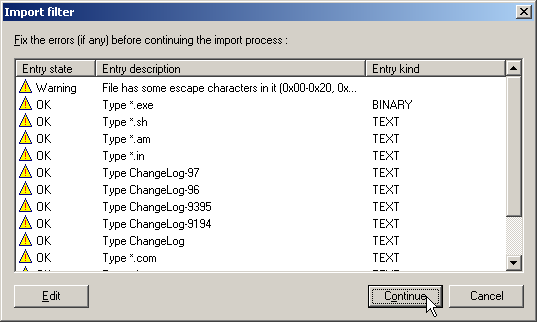 Import filter
Fix the errors (if any) before continuing the import process :
Entry state Entry description Entry kind
Warning File has some escape characters in it (0x00-0x20, 0x...
OK Type *.exe BINARY
OK Type *.sh TEXT
OK Type *.am TEXT
OK Type *.in TEXT
OK Type ChangeLog-97 TEXT
OK Type ChangeLog-96 TEXT
OK Type ChangeLog-9395 TEXT
OK Type ChangeLog-9194 TEXT
OK Type ChangeLog TEXT
OK Type *.com TEXT
Edit Continue Cancel